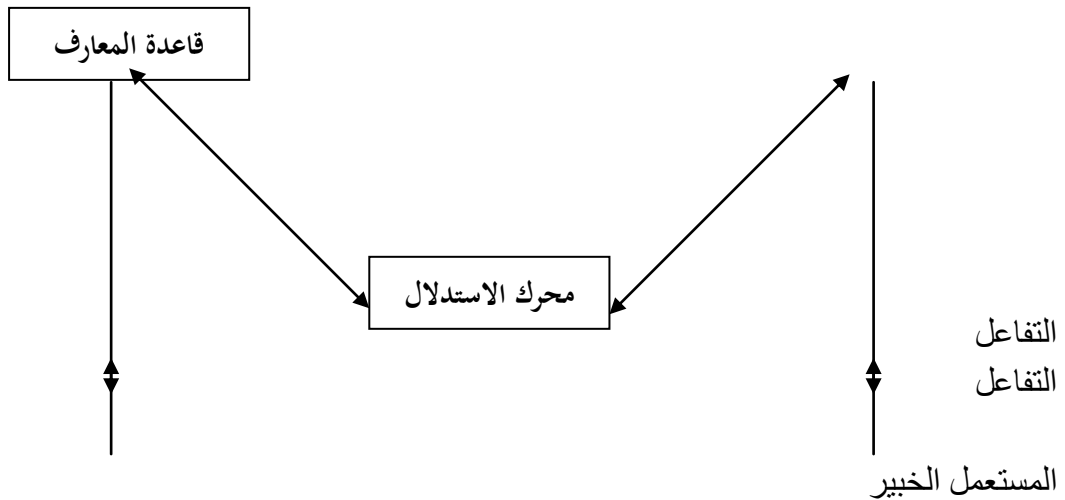 قاعدة المعارف
محرك الاستدلال
التفاعل
التفاعل
المستعمل الخبير